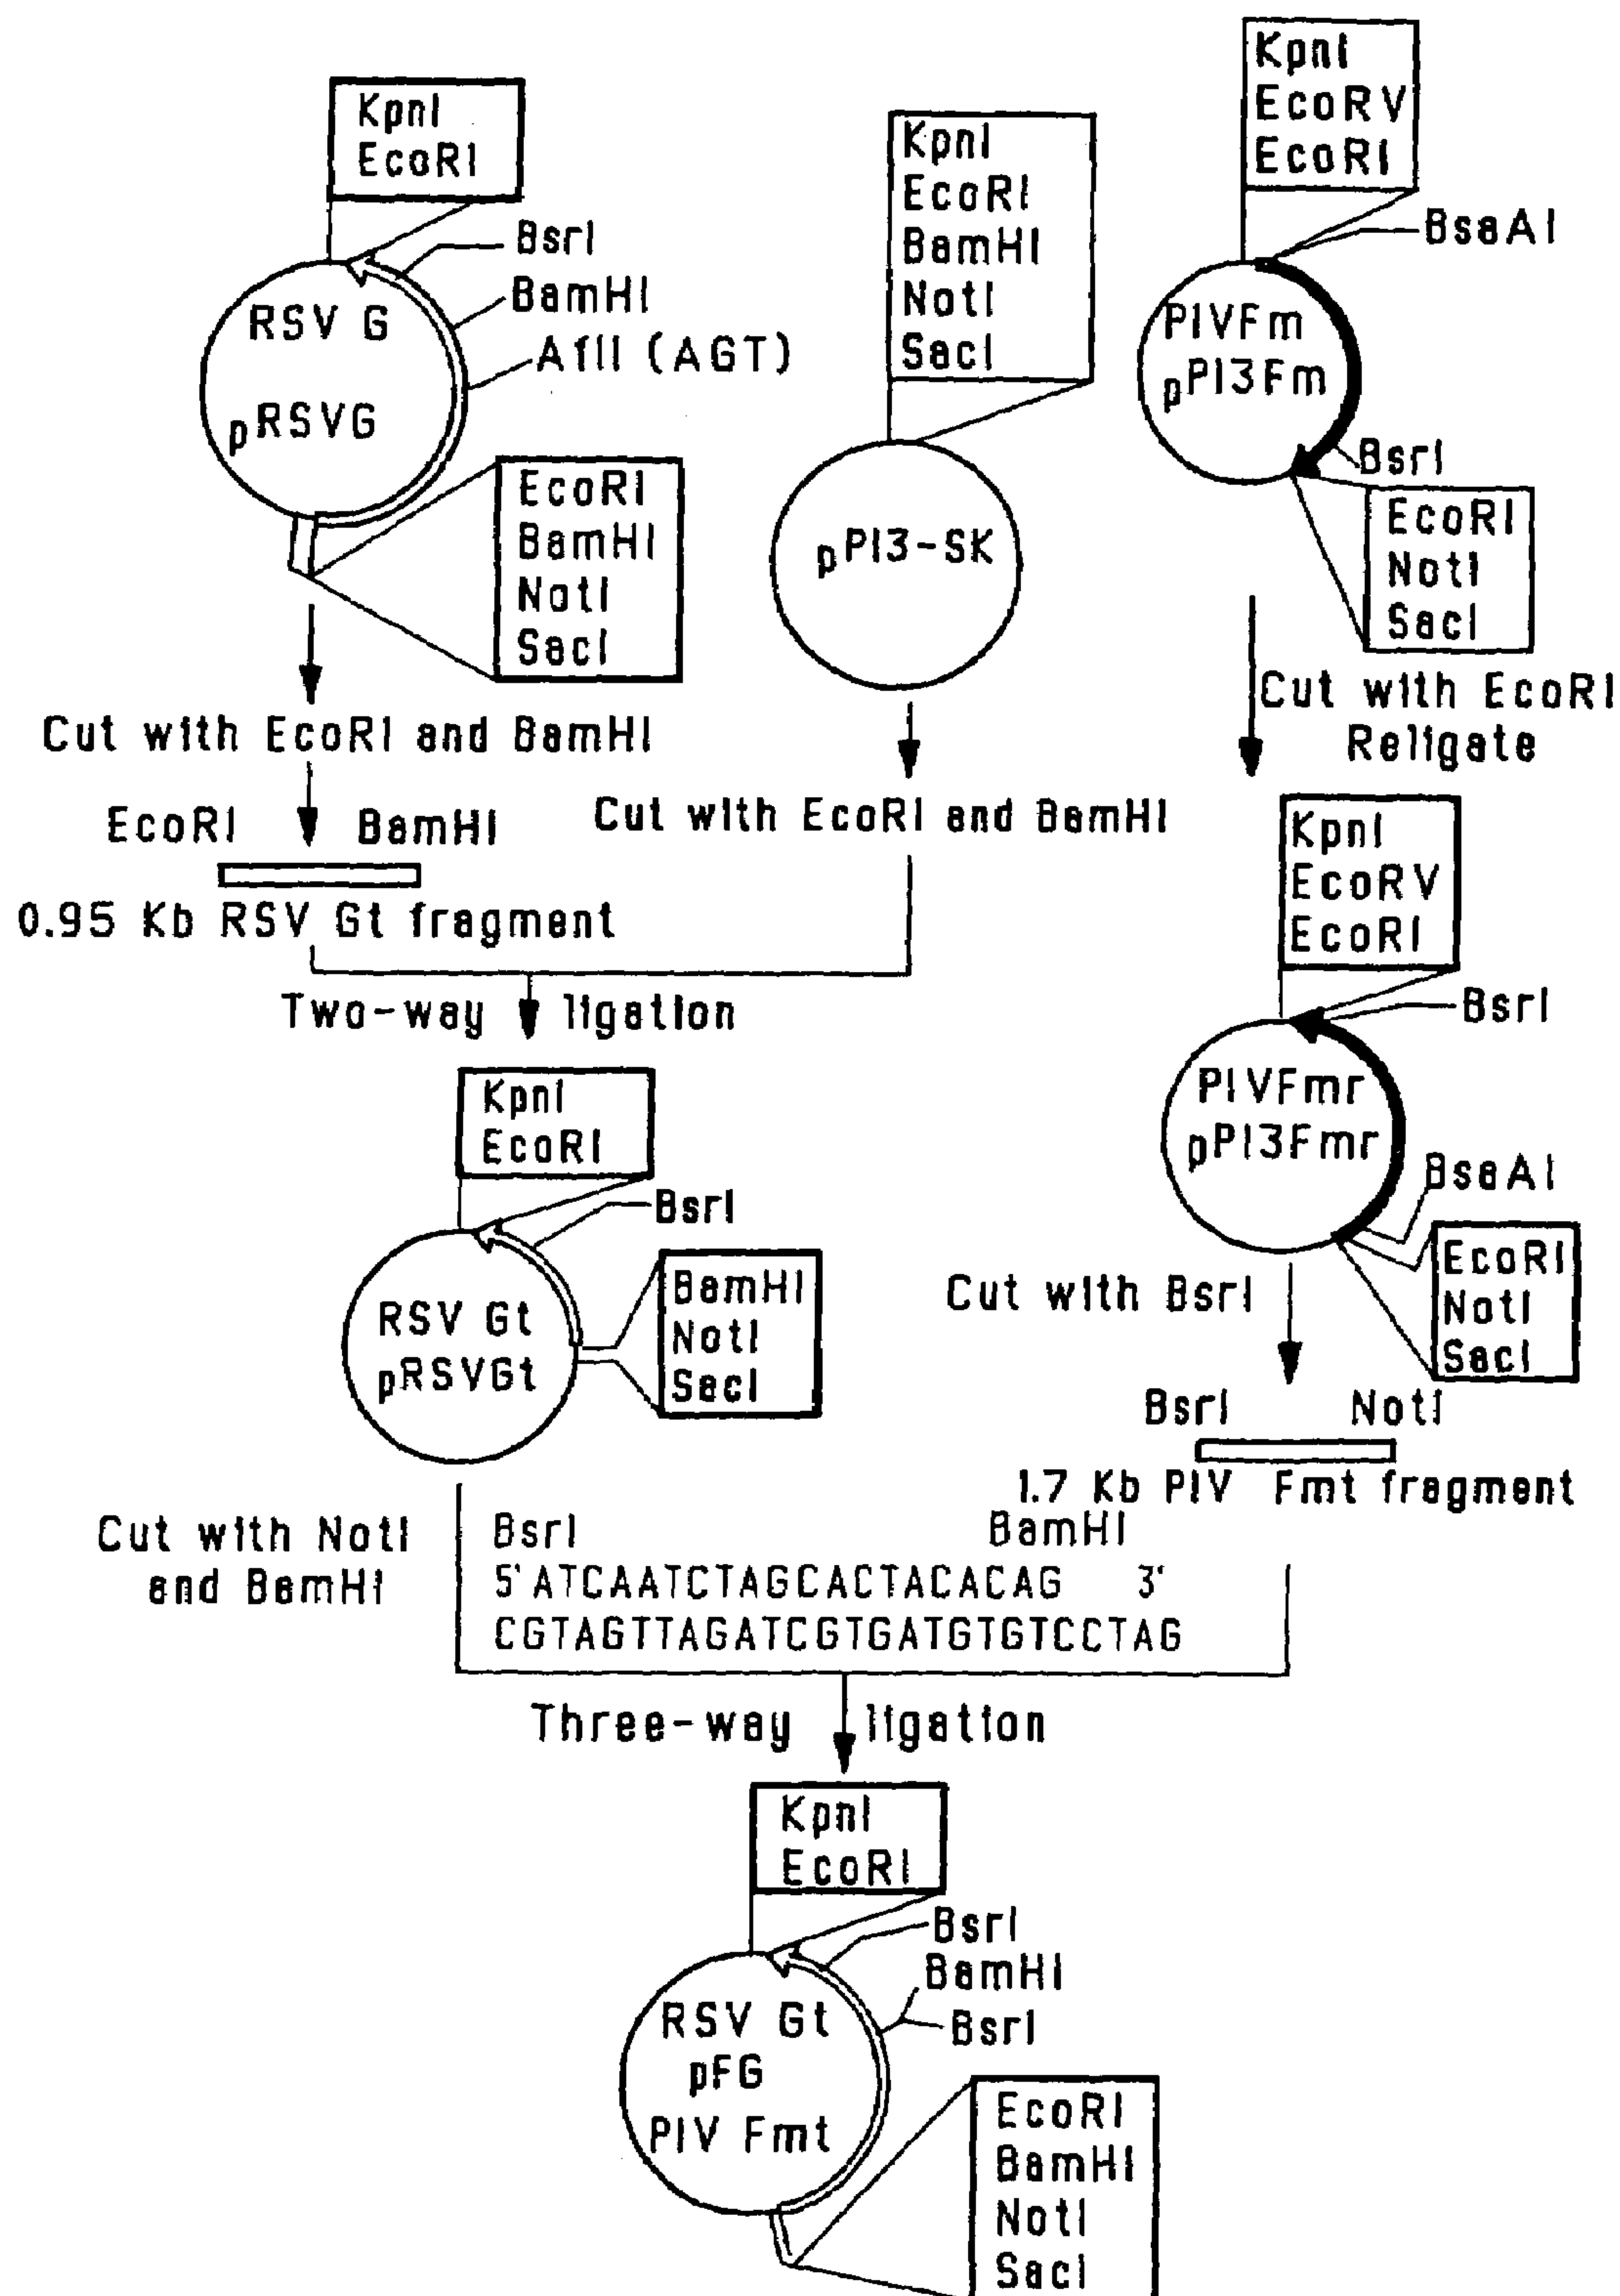 KpnI
EcoRI
BsrI
BamHI
AflII (AGT)
RSV G
pRSVG
EcoRI
BamHI
NotI
SacI
Cut with EcoRI and BamHI
EcoRI BamHI
0.95 Kb RSV Gt fragment
KpnI
EcoRI
BamHI
NotI
SacI
pPI3-SK
Cut with EcoRI and BamHI
KpnI
EcoRV
EcoRI
BsaAI
PIVFm
pPI3Fm
BsrI
EcoRI
NotI
SacI
Cut with EcoRI
Religate
Two-way ligation
KpnI
EcoRI
BsrI
RSV Gt
pRSVGt
BamHI
NotI
SacI
KpnI
EcoRV
EcoRI
BsrI
PIVFmr
pPI3Fmr
BsaAI
EcoRI
NotI
SacI
Cut with BsrI
BsrI NotI
1.7 Kb PIV Fmt fragment
Cut with NotI
and BamHI
BsrI BamHI
5'ATCAATCTAGCACTACACAG 3'
CGTAGTTAGATCGTGATGTGTCCTAG
Three-way ligation
KpnI
EcoRI
BsrI
BamHI
BsrI
RSV Gt
pFG
PIV Fmt
EcoRI
BamHI
NotI
SacI